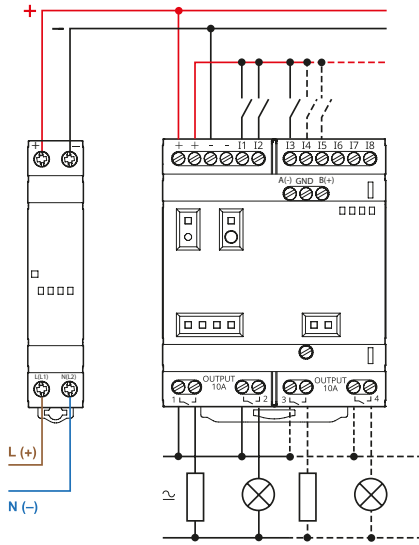 +
−
+ −
+ + - - I1 I2 I3 I4 I5 I6 I7 I8
A(-) GND B(+)
L(L1) N(L2)
OUTPUT
10A
OUTPUT
10A
1 2 3 4
L (+)
N (−)
≃